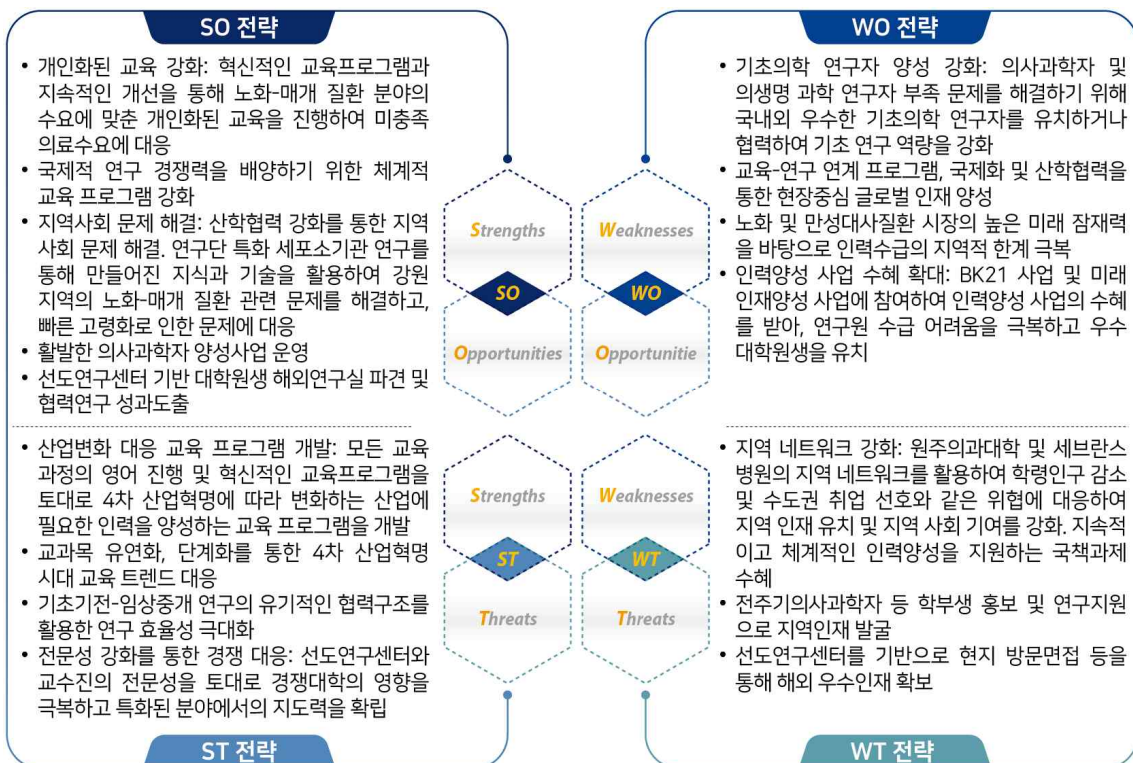 SO 전략
• 개인화된 교육 강화: 혁신적인 교육프로그램과
지속적인 개선을 통해 노화-매개 질환 분야의
수요에 맞춘 개인화된 교육을 진행하여 미충족
의료수요에 대응
• 국제적 연구 경쟁력을 배양하기 위한 체계적
교육 프로그램 강화
• 지역사회 문제 해결: 산학협력 강화를 통한 지역
사회 문제 해결. 연구단 특화 세포소기관 연구를
통해 만들어진 지식과 기술을 활용하여 강원
지역의 노화-매개 질환 관련 문제를 해결하고,
빠른 고령화로 인한 문제에 대응
• 활발한 의사과학자 양성사업 운영
• 선도연구센터 기반 대학원생 해외연구실 파견 및
협력연구 성과도출
Strengths
SO
Opportunities
WO 전략
• 기초의학 연구자 양성 강화: 의사과학자 및
의생명 과학 연구자 부족 문제를 해결하기 위해
국내외 우수한 기초의학 연구자를 유치하거나
협력하여 기초 연구 역량을 강화
• 교육-연구 연계 프로그램, 국제화 및 산학협력을
통한 현장중심 글로벌 인재 양성
• 노화 및 만성대사질환 시장의 높은 미래 잠재력
을 바탕으로 인력수급의 지역적 한계 극복
• 인력양성 사업 수혜 확대: BK21 사업 및 미래
인재양성 사업에 참여하여 인력양성 사업의 수혜
를 받아, 연구원 수급 어려움을 극복하고 우수
대학원생을 유치
Weaknesses
WO
Opportunitie
• 산업변화 대응 교육 프로그램 개발: 모든 교육
과정의 영어 진행 및 혁신적인 교육프로그램을
토대로 4차 산업혁명에 따라 변화하는 산업에
필요한 인력을 양성하는 교육 프로그램을 개발
• 교과목 유연화, 단계화를 통한 4차 산업혁명
시대 교육 트렌드 대응
• 기초기전-임상중개 연구의 유기적인 협력구조를
활용한 연구 효율성 극대화
• 전문성 강화를 통한 경쟁 대응: 선도연구센터와
교수진의 전문성을 토대로 경쟁대학의 영향을
극복하고 특화된 분야에서의 지도력을 확립
ST 전략
Strengths
ST
Threats
• 지역 네트워크 강화: 원주의과대학 및 세브란스
병원의 지역 네트워크를 활용하여 학령인구 감소
및 수도권 취업 선호와 같은 위협에 대응하여
지역 인재 유치 및 지역 사회 기여를 강화. 지속적
이고 체계적인 인력양성을 지원하는 국책과제
수혜
• 전주기의사과학자 등 학부생 홍보 및 연구지원
으로 지역인재 발굴
• 선도연구센터를 기반으로 현지 방문면접 등을
통해 해외 우수인재 확보
WT 전략
Weaknesses
WT
Threats